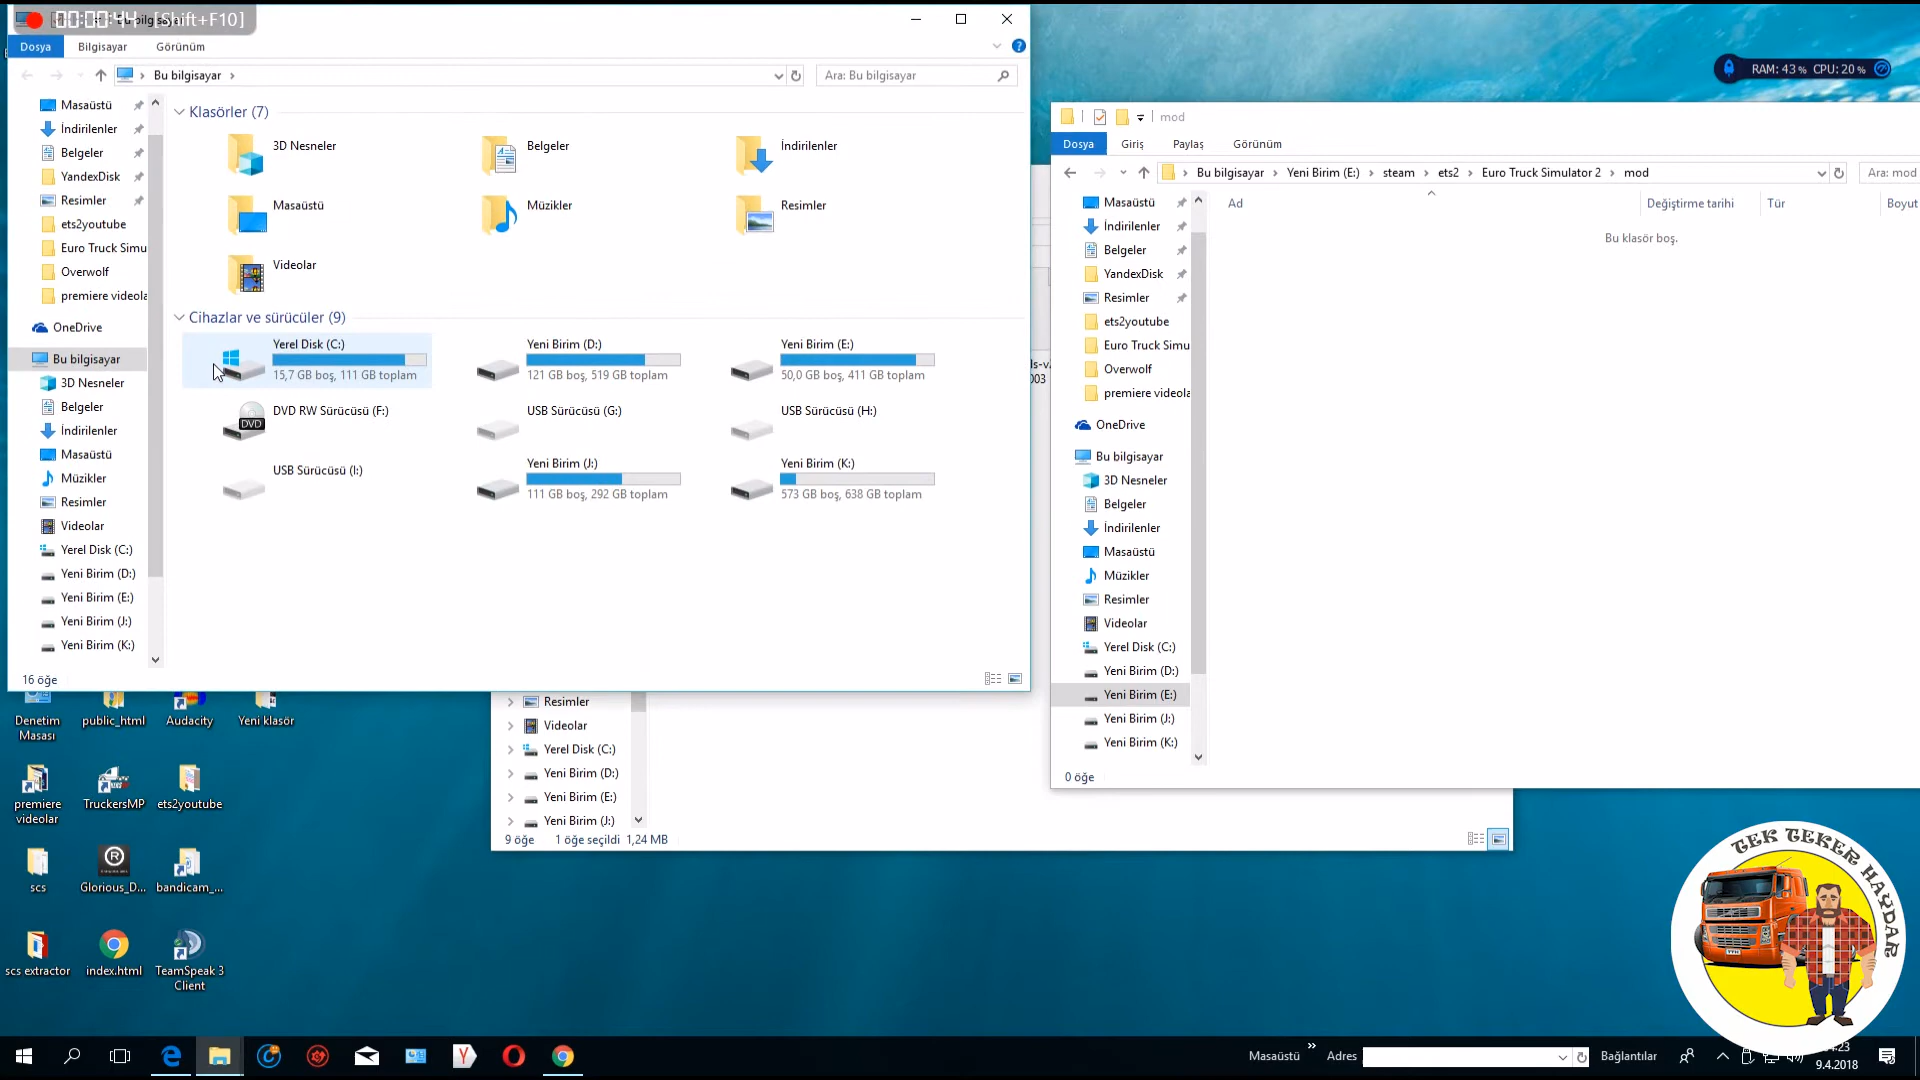 00:00:44 [Shift+F10]
Dosya Bilgisayar Görünüm
Bu bilgisayar
Ara: Bu bilgisayar
Masaüstü
İndirilenler
Belgeler
YandexDisk
Resimler
ets2youtube
Euro Truck Simu
Overwolf
premiere videola
OneDrive
Bu bilgisayar
3D Nesneler
Belgeler
İndirilenler
Masaüstü
Müzikler
Resimler
Videolar
Yerel Disk (C:)
Yeni Birim (D:)
Yeni Birim (E:)
Yeni Birim (J:)
Yeni Birim (K:)
16 öğe
Klasörler (7)
3D Nesneler
Belgeler
İndirilenler
Masaüstü
Müzikler
Resimler
Videolar
Cihazlar ve sürücüler (9)
Yerel Disk (C:)
15,7 GB boş, 111 GB toplam
Yeni Birim (D:)
121 GB boş, 519 GB toplam
Yeni Birim (E:)
50,0 GB boş, 411 GB toplam
DVD RW Sürücüsü (F:)
USB Sürücüsü (G:)
USB Sürücüsü (H:)
USB Sürücüsü (I:)
Yeni Birim (J:)
111 GB boş, 292 GB toplam
Yeni Birim (K:)
573 GB boş, 638 GB toplam
RAM: 43 % CPU: 20 %
mod
Dosya Giriş Paylaş Görünüm
Bu bilgisayar Yeni Birim (E:) steam ets2 Euro Truck Simulator 2 mod
Ara: mod
Ad Değiştirme tarihi Tür Boyut
Bu klasör boş.
Masaüstü
İndirilenler
Belgeler
YandexDisk
Resimler
ets2youtube
Euro Truck Simu
Overwolf
premiere videola
OneDrive
Bu bilgisayar
3D Nesneler
Belgeler
İndirilenler
Masaüstü
Müzikler
Resimler
Videolar
Yerel Disk (C:)
Yeni Birim (D:)
Yeni Birim (E:)
Yeni Birim (J:)
Yeni Birim (K:)
0 öğe
003
Resimler
Videolar
Yerel Disk (C:)
Yeni Birim (D:)
Yeni Birim (E:)
Yeni Birim (J:)
9 öğe 1 öğe seçildi 1,24 MB
Denetim Masası
public_html
Audacity
Yeni klasör
premiere videolar
TruckersMP
ets2youtube
scs
Glorious_D...
bandicam_...
scs extractor
index.html
TeamSpeak 3 Client
DVD
TEK TEKER HAYDAR
Masaüstü
Adres
Bağlantılar
9.4.2018